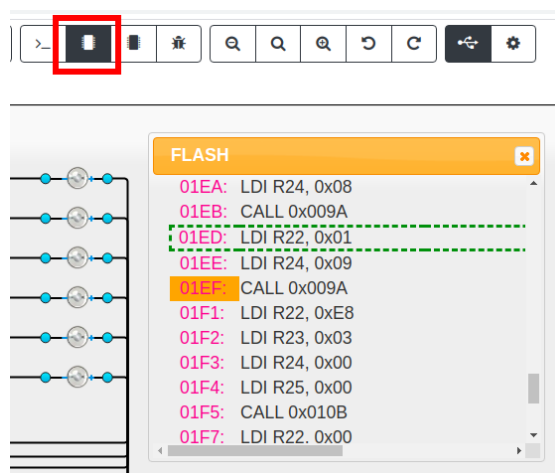 >_
FLASH
01EA: LDI R24, 0x08
01EB: CALL 0x009A
01ED: LDI R22, 0x01
01EE: LDI R24, 0x09
01EF: CALL 0x009A
01F1: LDI R22, 0xE8
01F2: LDI R23, 0x03
01F3: LDI R24, 0x00
01F4: LDI R25, 0x00
01F5: CALL 0x010B
01F7: LDI R22, 0x00